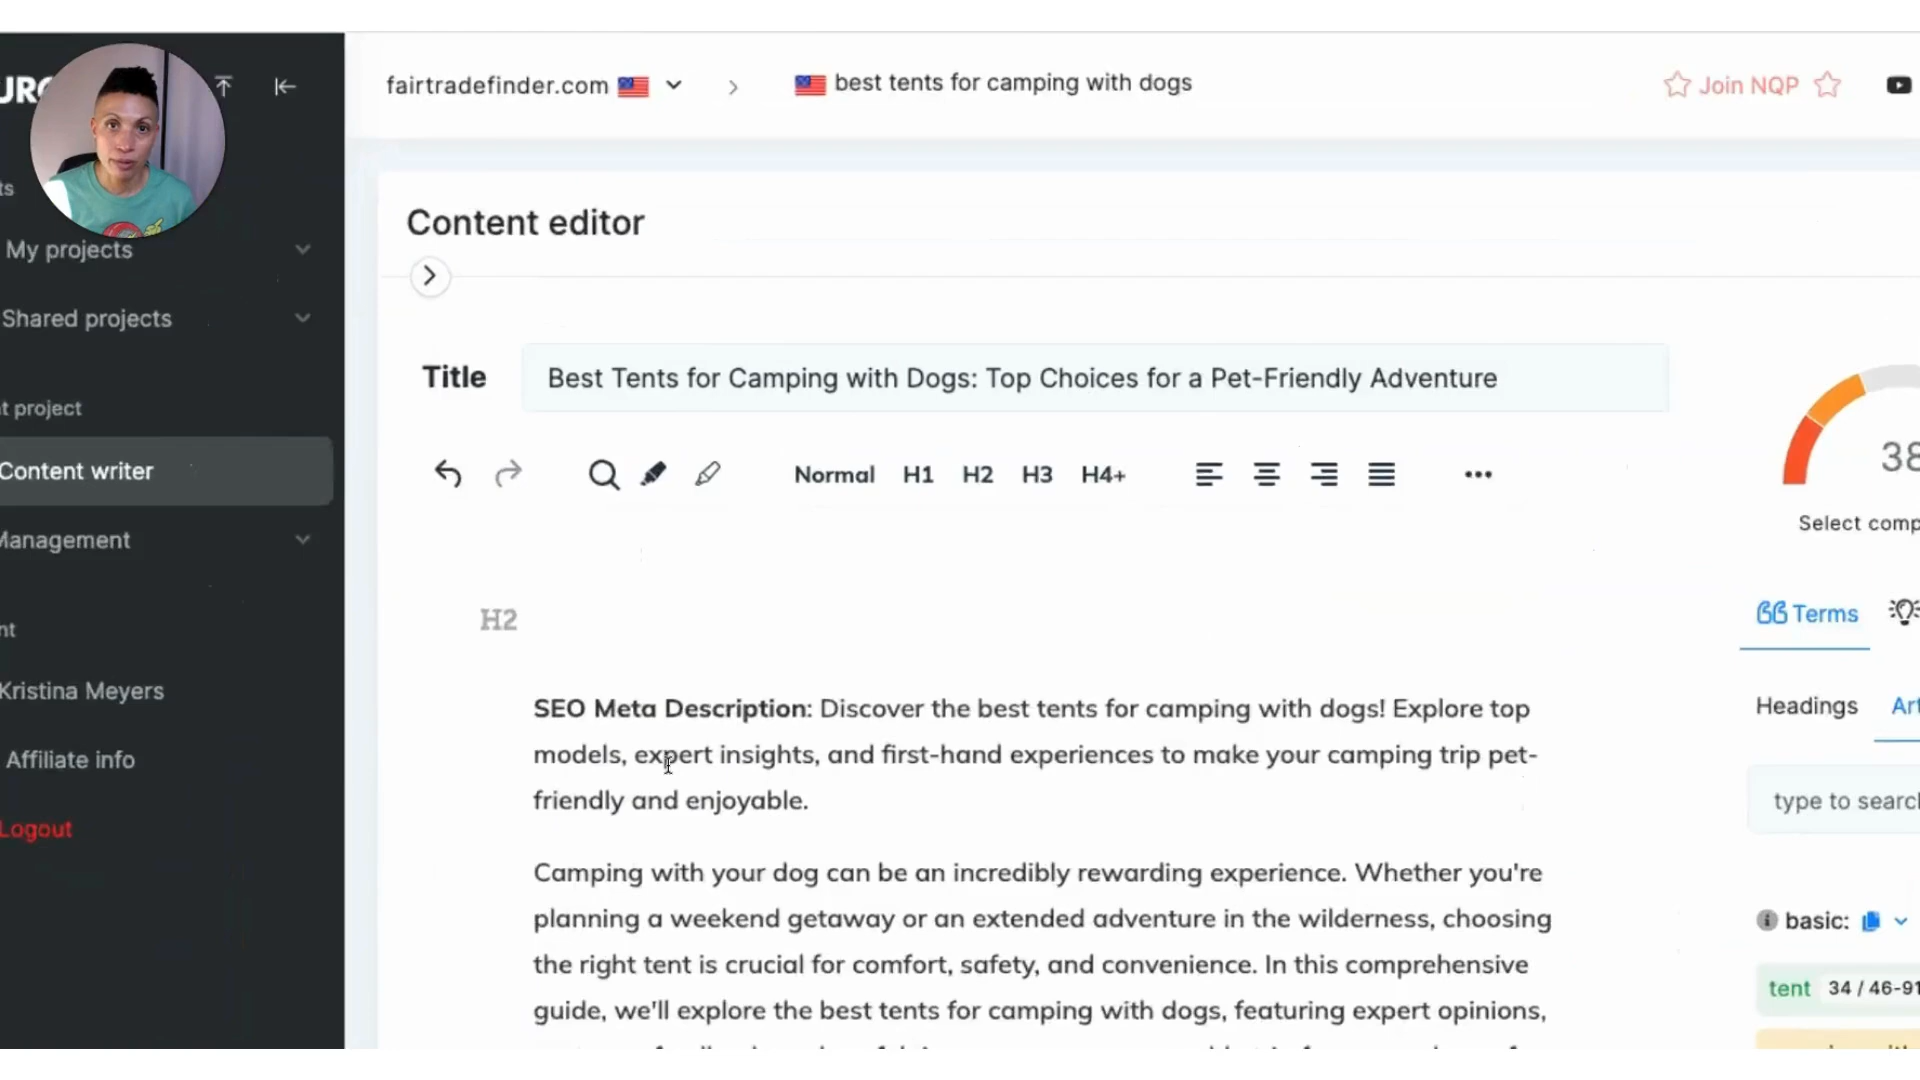 fairtradefinder.com
best tents for camping with dogs
Join NQP
My projects
Shared projects
Content writer
Management
Kristina Meyers
Affiliate info
Logout
Content editor
Title
Best Tents for Camping with Dogs: Top Choices for a Pet-Friendly Adventure
Normal H1 H2 H3 H4+
H2
SEO Meta Description: Discover the best tents for camping with dogs! Explore top
models, expert insights, and first-hand experiences to make your camping trip pet-
friendly and enjoyable.
Camping with your dog can be an incredibly rewarding experience. Whether you're
planning a weekend getaway or an extended adventure in the wilderness, choosing
the right tent is crucial for comfort, safety, and convenience. In this comprehensive
guide, we'll explore the best tents for camping with dogs, featuring expert opinions,
38
Select comp
Terms
Headings Art
type to search
basic:
tent 34 / 46-91